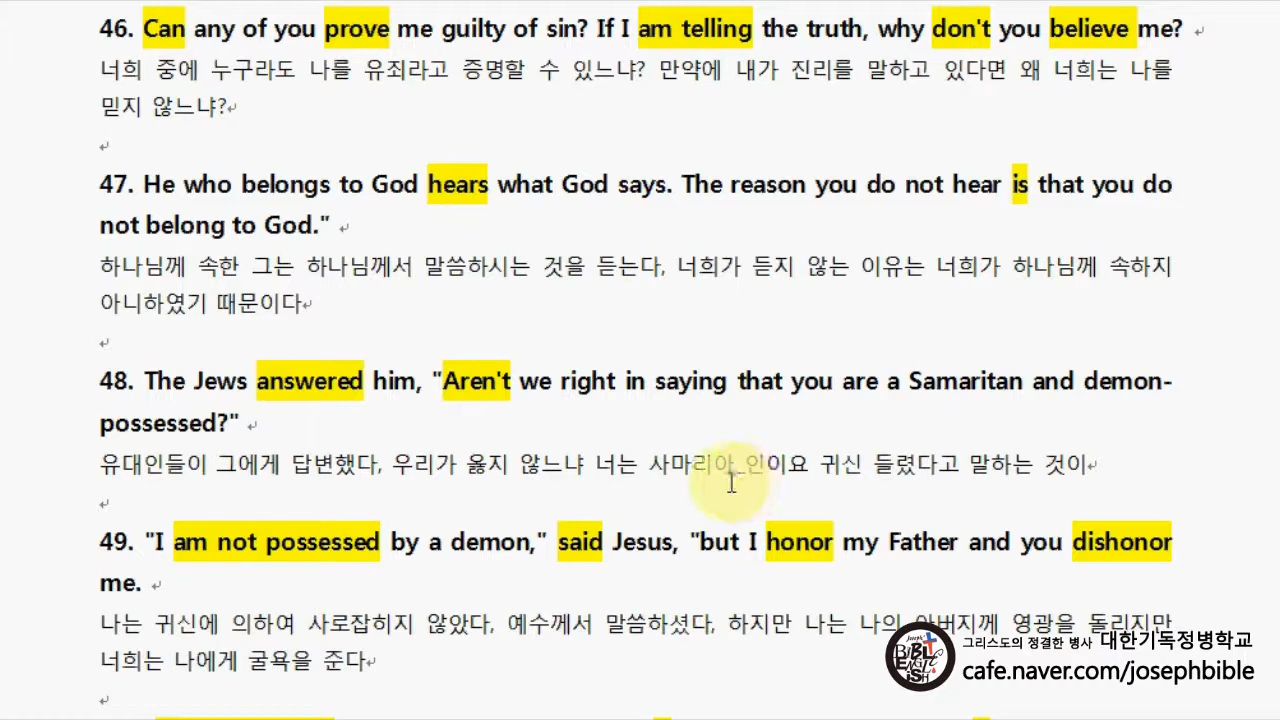 46. Can any of you prove me guilty of sin? If I am telling the truth, why don't you believe me?
너희 중에 누구라도 나를 유죄라고 증명할 수 있느냐? 만약에 내가 진리를 말하고 있다면 왜 너희는 나를
믿지 않느냐?
47. He who belongs to God hears what God says. The reason you do not hear is that you do
not belong to God."
하나님께 속한 그는 하나님께서 말씀하시는 것을 듣는다, 너희가 듣지 않는 이유는 너희가 하나님께 속하지
아니하였기 때문이다
48. The Jews answered him, "Aren't we right in saying that you are a Samaritan and demon-
possessed?"
유대인들이 그에게 답변했다, 우리가 옳지 않느냐 너는 사마리아 인이요 귀신 들렸다고 말하는 것이
49. "I am not possessed by a demon," said Jesus, "but I honor my Father and you dishonor
me.
나는 귀신에 의하여 사로잡히지 않았다, 예수께서 말씀하셨다, 하지만 나는 나의 아버지께 영광을 돌리지만
너희는 나에게 굴욕을 준다
그리스도의 정결한 병사 대한기독정병학교
Joseph' BIBLE ENGLISH
cafe.naver.com/josephbible